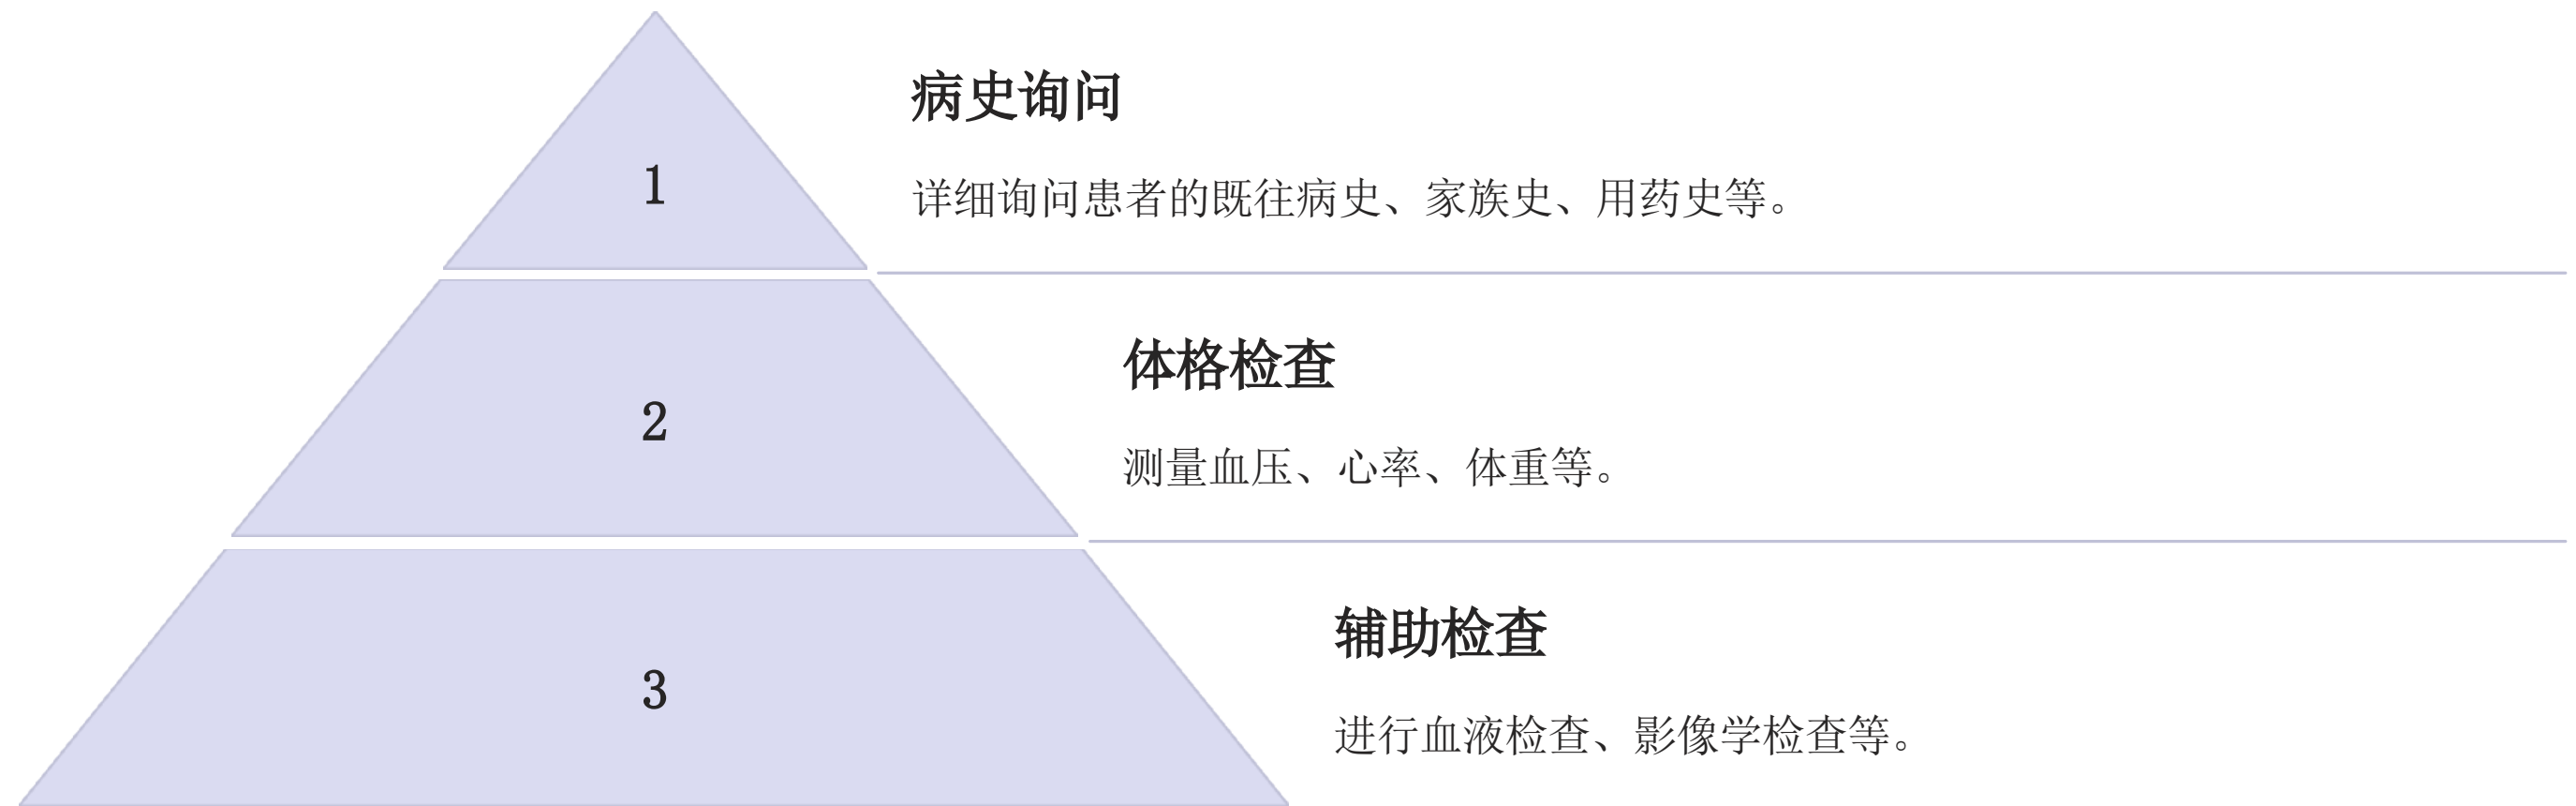 1
病史询问
详细询问患者的既往病史、家族史、用药史等。
2
体格检查
测量血压、心率、体重等。
3
辅助检查
进行血液检查、影像学检查等。